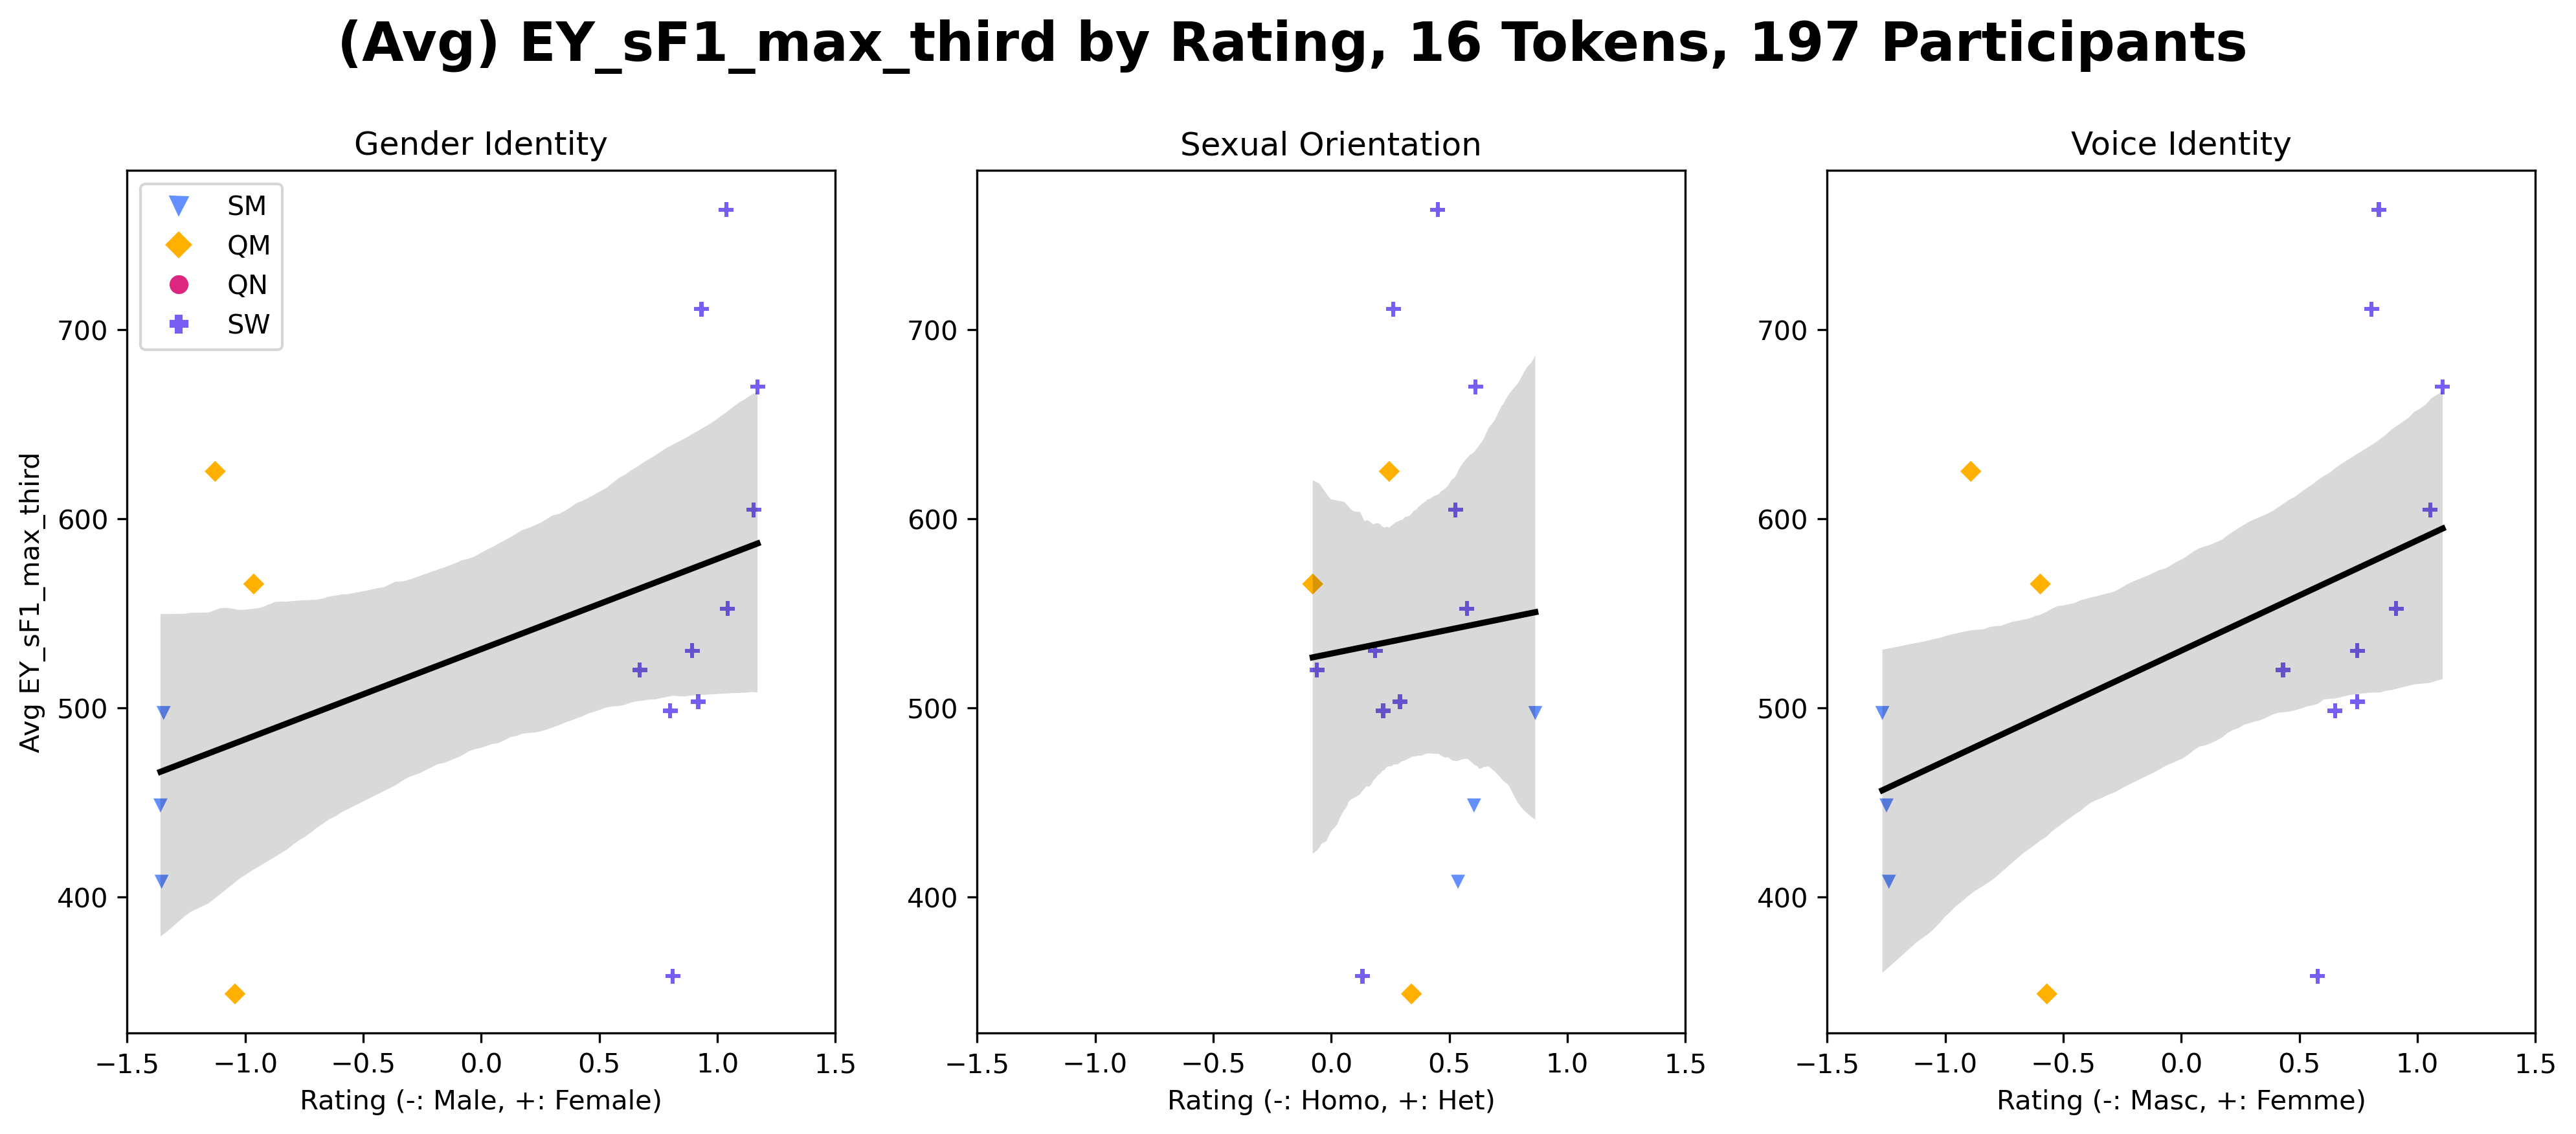 (Avg) EY_sF1_max_third by Rating, 16 Tokens, 197 Participants
Gender Identity
Sexual Orientation
Voice Identity
SM
QM
QN
SW
Avg EY_sF1_max_third
700
600
500
400
−1.5 −1.0 −0.5 0.0 0.5 1.0 1.5
Rating (-: Male, +: Female)
700
600
500
400
−1.5 −1.0 −0.5 0.0 0.5 1.0 1.5
Rating (-: Homo, +: Het)
700
600
500
400
−1.5 −1.0 −0.5 0.0 0.5 1.0 1.5
Rating (-: Masc, +: Femme)